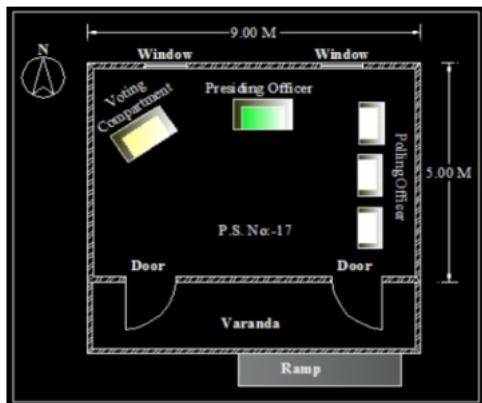 9.00 M
N
Window
Window
Voting
Compartment
Presiding Officer
Polling Officer
5.00 M
P.S. No:-17
Door
Door
Varanda
Ramp